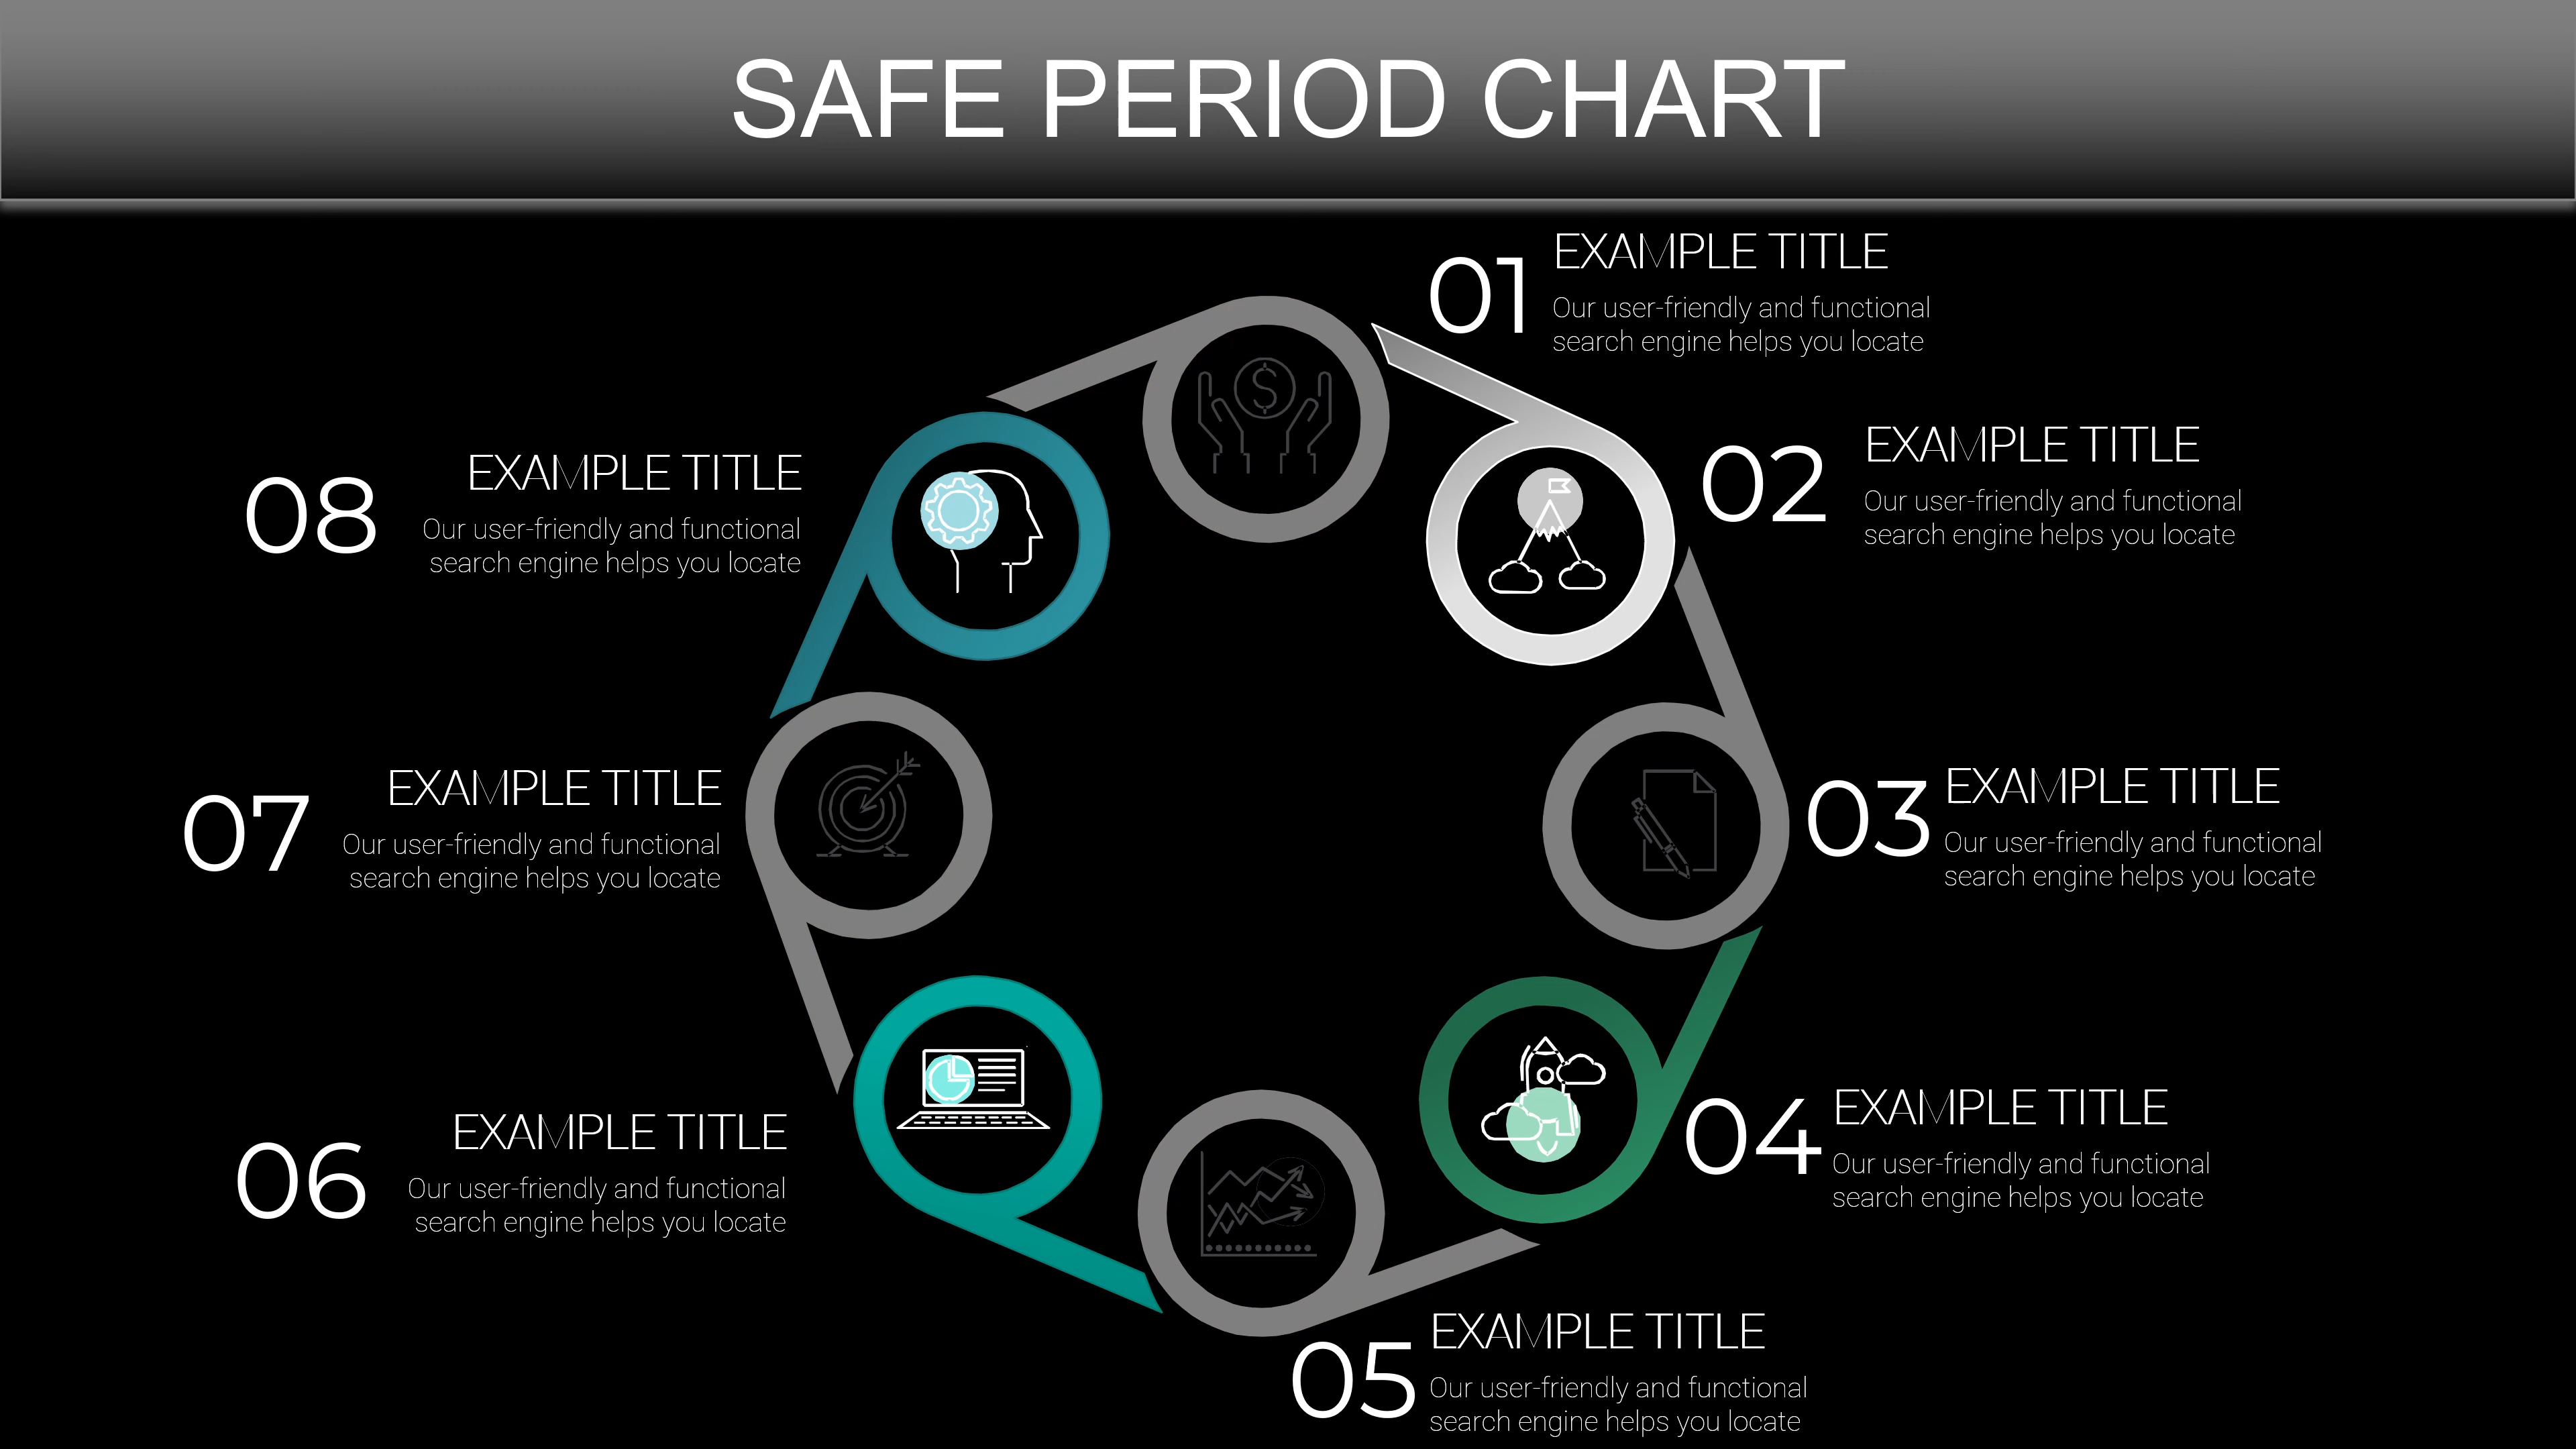 SAFE PERIOD CHART
01
EXAMPLE TITLE
Our user-friendly and functional
search engine helps you locate
02
EXAMPLE TITLE
Our user-friendly and functional
search engine helps you locate
03
EXAMPLE TITLE
Our user-friendly and functional
search engine helps you locate
04
EXAMPLE TITLE
Our user-friendly and functional
search engine helps you locate
05
EXAMPLE TITLE
Our user-friendly and functional
search engine helps you locate
06
EXAMPLE TITLE
Our user-friendly and functional
search engine helps you locate
07
EXAMPLE TITLE
Our user-friendly and functional
search engine helps you locate
08
EXAMPLE TITLE
Our user-friendly and functional
search engine helps you locate
$